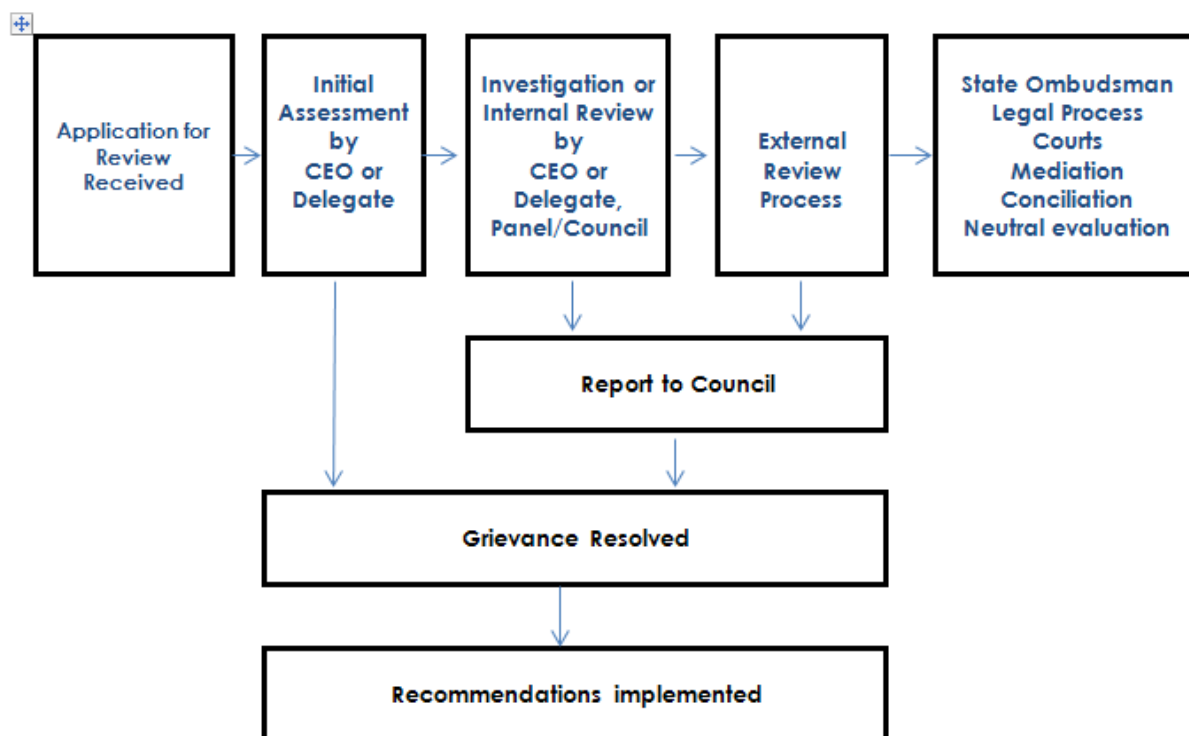 Application for
Review
Received
Initial
Assessment
by
CEO or
Delegate
Investigation or
Internal Review
by
CEO or
Delegate,
Panel/Council
External
Review
Process
State Ombudsman
Legal Process
Courts
Mediation
Conciliation
Neutral evaluation
Report to Council
Grievance Resolved
Recommendations implemented